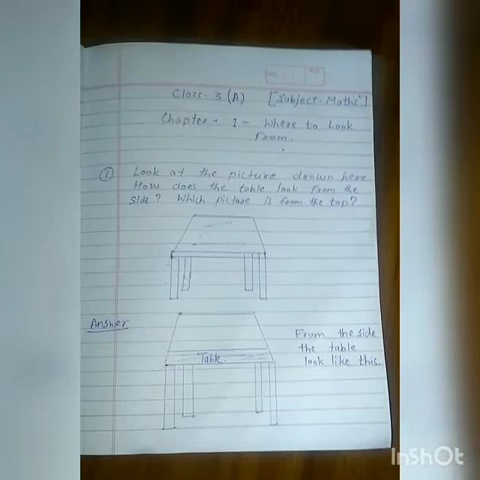 Class-3 (A) [Subject-Maths]
Chapter - 1 - Where to Look
From.
① Look at the picture drawn here.
How does the table look from the
side? Which picture is from the top?
Answer
Table.
From the side
the table
look like this.
InShOt